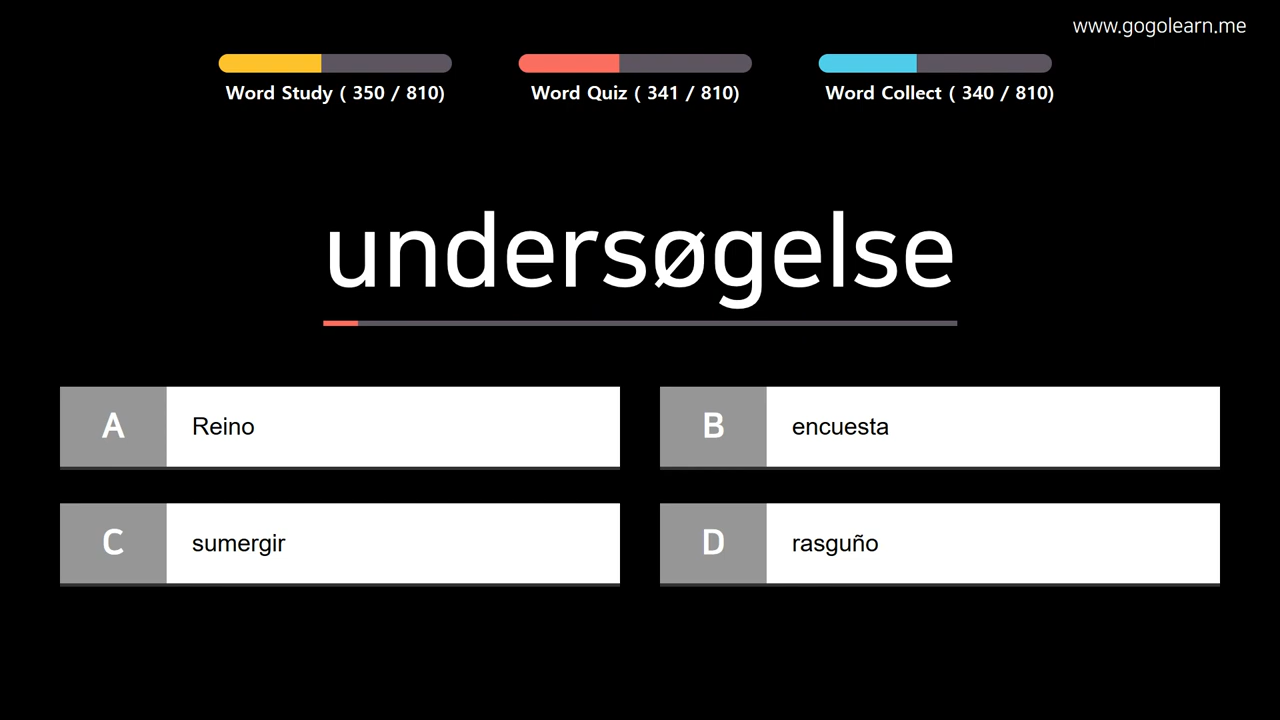 www.gogolearn.me
Word Study ( 350 / 810)
Word Quiz ( 341 / 810)
Word Collect ( 340 / 810)
undersøgelse
A Reino
B encuesta
C sumergir
D rasguño